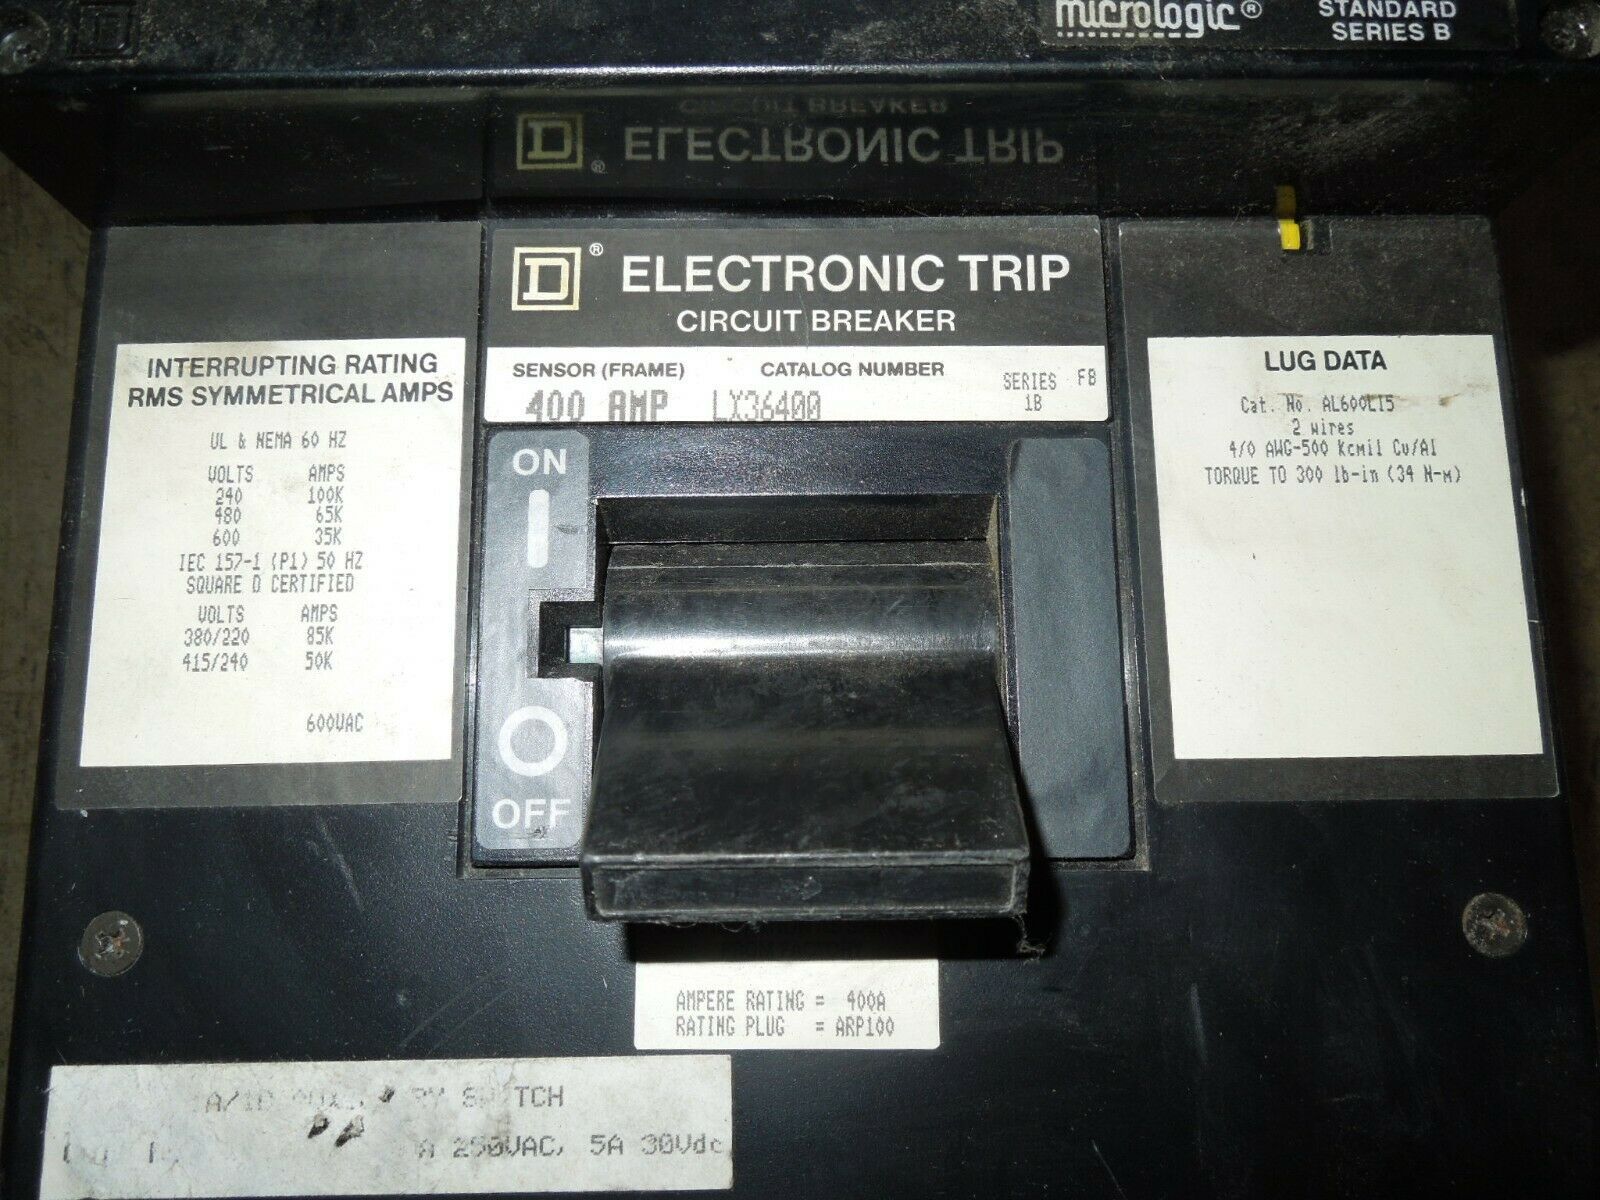 micrologic®
STANDARD
SERIES B
CIRCUIT BREAKER
D® ELECTRONIC TRIP
D® ELECTRONIC TRIP
CIRCUIT BREAKER
SENSOR (FRAME) CATALOG NUMBER
SERIES FB
1B
400 AMP LX36400
INTERRUPTING RATING
RMS SYMMETRICAL AMPS
UL & NEMA 60 HZ
VOLTS AMPS
240 100K
480 65K
600 35K
IEC 157-1 (P1) 50 HZ
SQUARE D CERTIFIED
VOLTS AMPS
380/220 85K
415/240 50K
600VAC
ON
OFF
LUG DATA
Cat. No. AL600LI5
2 wires
4/0 AWG-500 Kcmil Cu/Al
TORQUE TO 300 lb-in (34 N-m)
AMPERE RATING = 400A
RATING PLUG = ARP100
SWITCH
A 250VAC, 5A 30Vdc